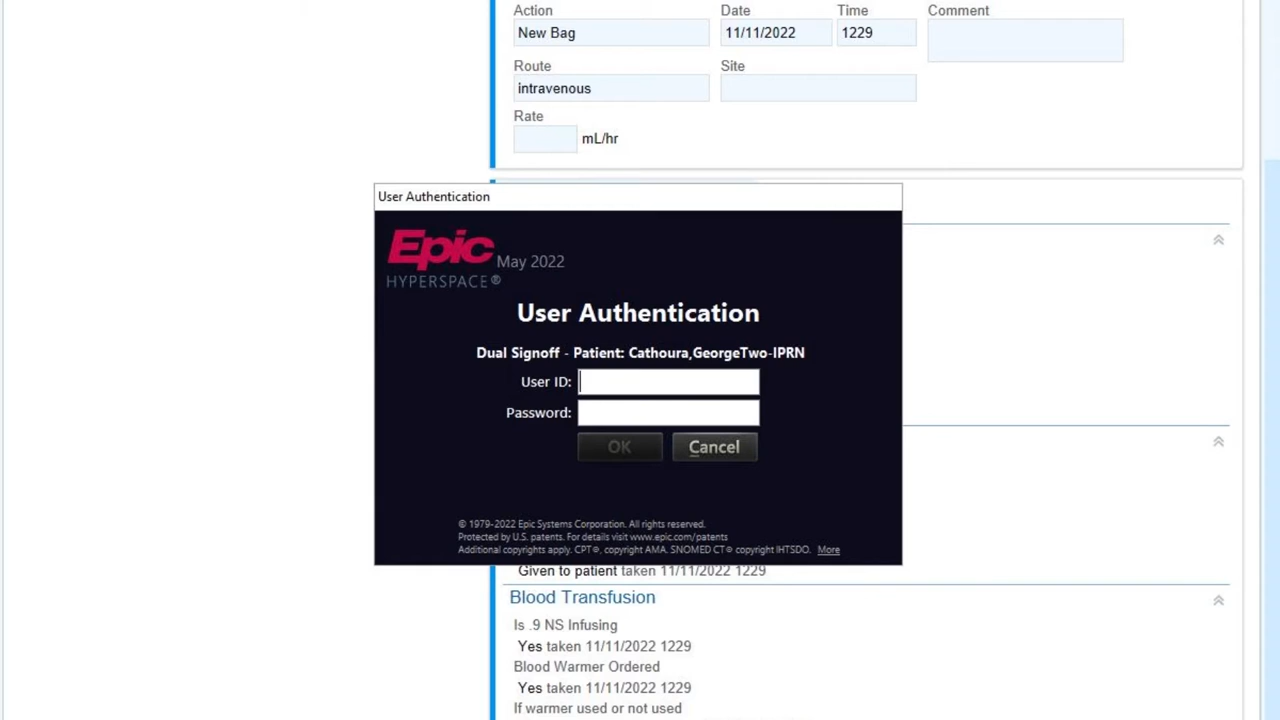 Action Date Time Comment
New Bag 11/11/2022 1229
Route Site
intravenous
Rate
mL/hr
User Authentication
Epic May 2022
HYPERSPACE®
User Authentication
Dual Signoff - Patient: Cathoura,GeorgeTwo-IPRN
User ID:
Password:
OK Cancel
© 1979-2022 Epic Systems Corporation. All rights reserved.
Protected by U.S. patents. For details visit www.epic.com/patents
Additional copyrights apply. CPT®, copyright AMA. SNOMED CT® copyright IHTSDO. More
Given to patient taken 11/11/2022 1229
Blood Transfusion
Is .9 NS Infusing
Yes taken 11/11/2022 1229
Blood Warmer Ordered
Yes taken 11/11/2022 1229
If warmer used or not used